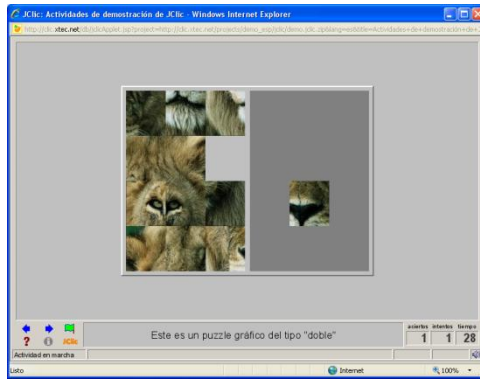 JClic: Actividades de demostración de JClic - Windows Internet Explorer
Este es un puzzle gráfico del tipo "doble"
aciertos intentos tiempo
1 1 28
JClic
Actividad en marcha
Listo
Internet
100%